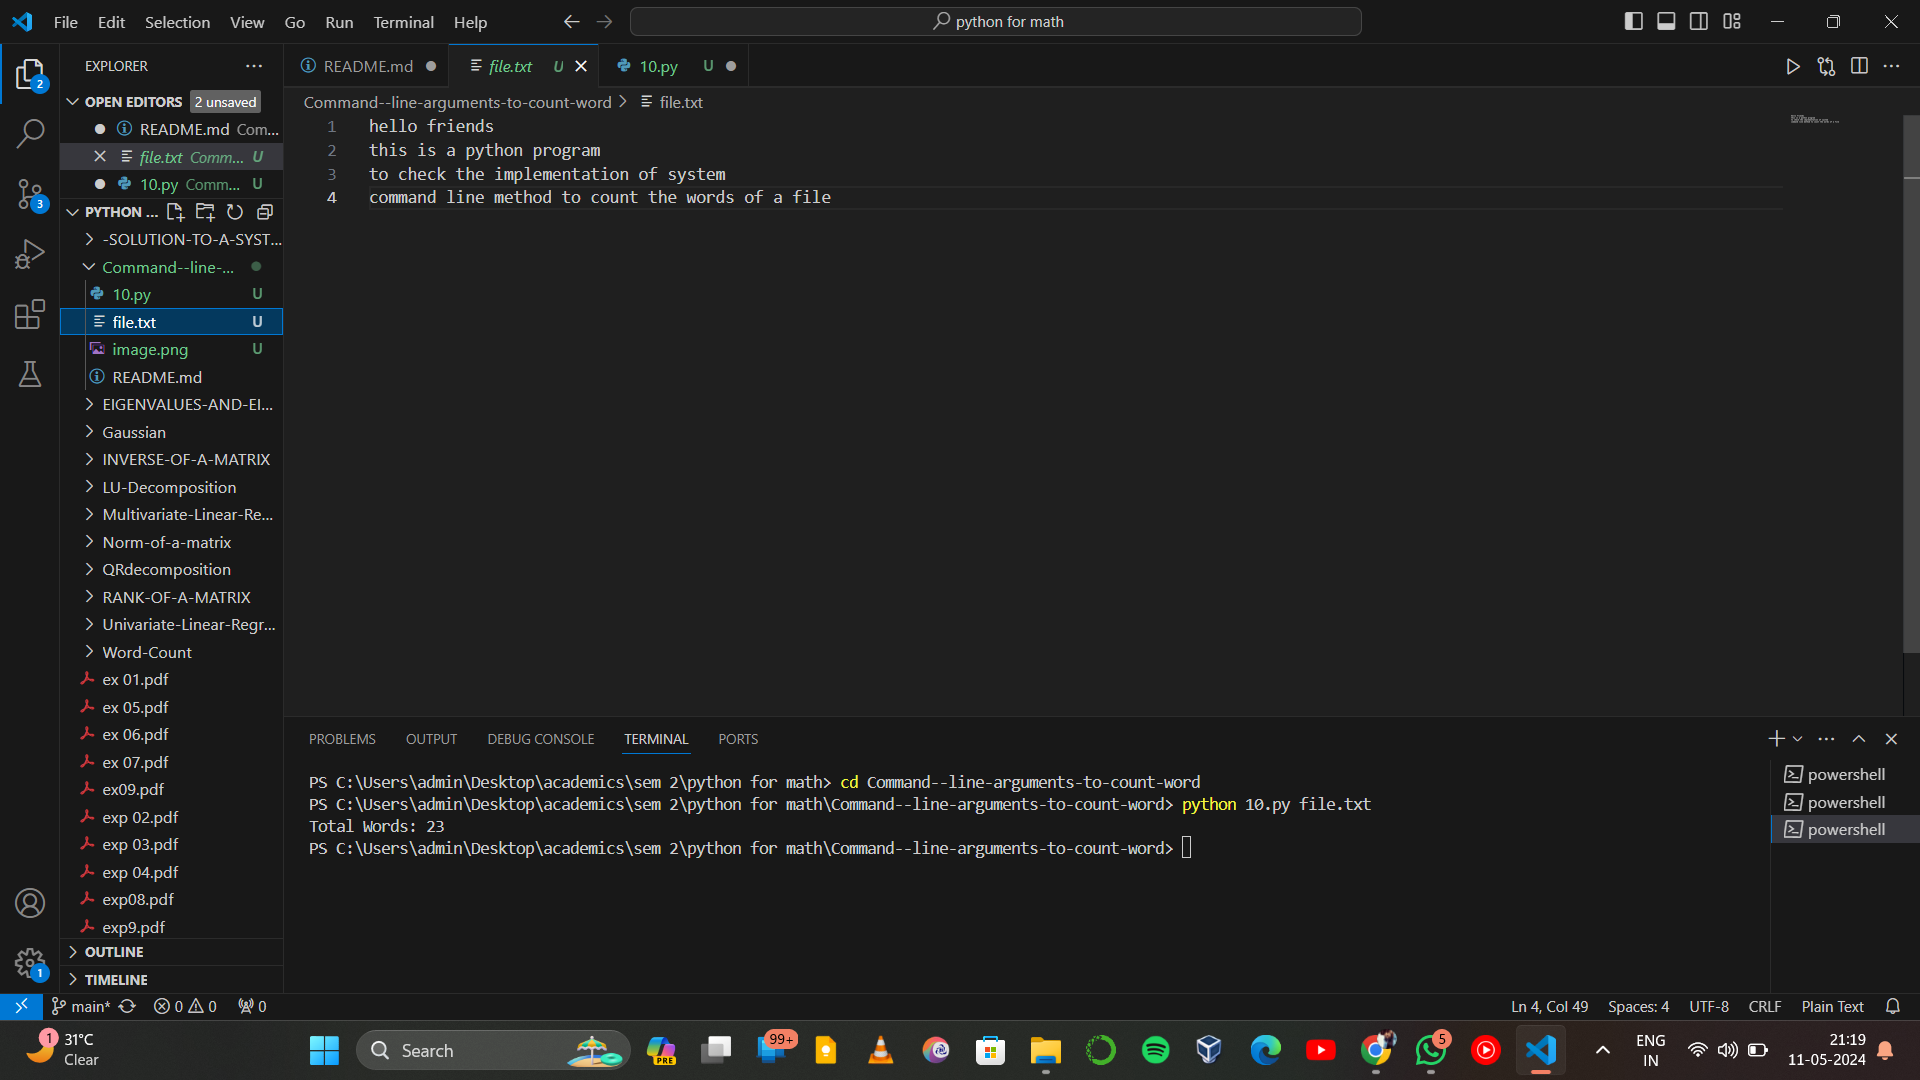 File Edit Selection View Go Run Terminal Help
python for math
EXPLORER
OPEN EDITORS 2 unsaved
README.md Com...
file.txt Comm... U
10.py Comm... U
PYTHON ...
-SOLUTION-TO-A-SYST...
Command--line-...
10.py U
file.txt U
image.png U
README.md
EIGENVALUES-AND-EI...
Gaussian
INVERSE-OF-A-MATRIX
LU-Decomposition
Multivariate-Linear-Re...
Norm-of-a-matrix
QRdecomposition
RANK-OF-A-MATRIX
Univariate-Linear-Regr...
Word-Count
ex 01.pdf
ex 05.pdf
ex 06.pdf
ex 07.pdf
ex09.pdf
exp 02.pdf
exp 03.pdf
exp 04.pdf
exp08.pdf
exp9.pdf
OUTLINE
TIMELINE
2
3
1
README.md
file.txt U
10.py U
Command--line-arguments-to-count-word > file.txt
1 hello friends
2 this is a python program
3 to check the implementation of system
4 command line method to count the words of a file
PROBLEMS OUTPUT DEBUG CONSOLE TERMINAL PORTS
PS C:\Users\admin\Desktop\academics\sem 2\python for math> cd Command--line-arguments-to-count-word
PS C:\Users\admin\Desktop\academics\sem 2\python for math\Command--line-arguments-to-count-word> python 10.py file.txt
Total Words: 23
PS C:\Users\admin\Desktop\academics\sem 2\python for math\Command--line-arguments-to-count-word>
powershell
powershell
powershell
main* 0 0 0
Ln 4, Col 49 Spaces: 4 UTF-8 CRLF Plain Text
1 31°C
Clear
Search
PRE
99+
5
ENG
IN
21:19
11-05-2024